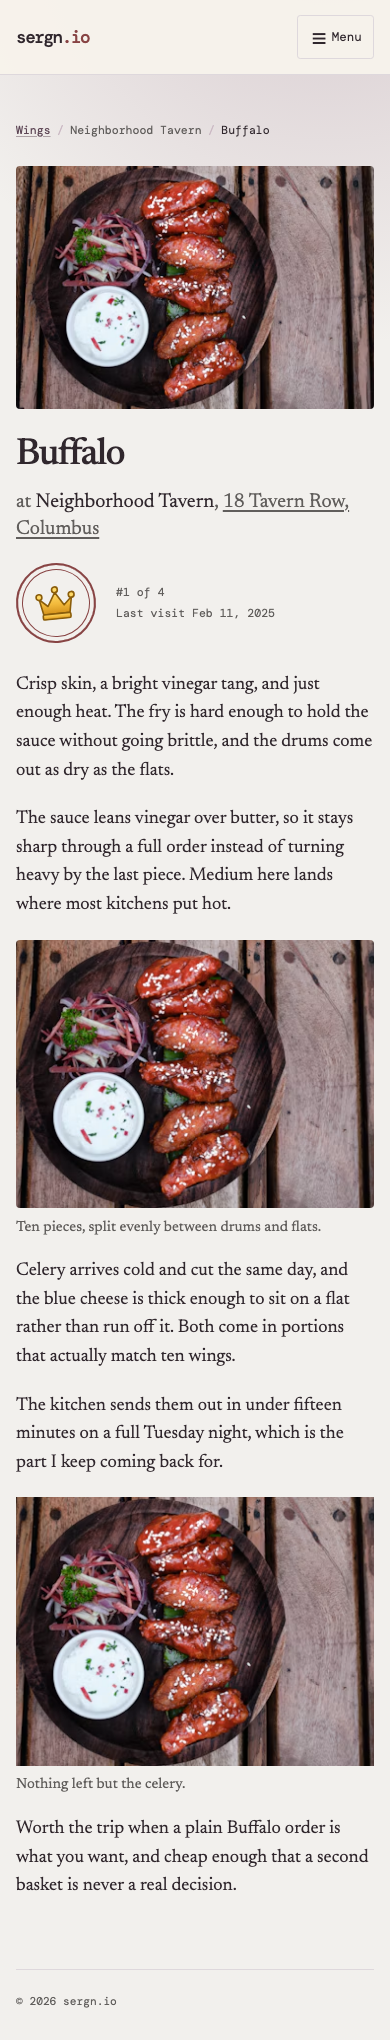 sergn.io
Menu
Wings / Neighborhood Tavern / Buffalo
Buffalo
at Neighborhood Tavern, 18 Tavern Row,
Columbus
#1 of 4
Last visit Feb 11, 2025
Crisp skin, a bright vinegar tang, and just
enough heat. The fry is hard enough to hold the
sauce without going brittle, and the drums come
out as dry as the flats.
The sauce leans vinegar over butter, so it stays
sharp through a full order instead of turning
heavy by the last piece. Medium here lands
where most kitchens put hot.
Ten pieces, split evenly between drums and flats.
Celery arrives cold and cut the same day, and
the blue cheese is thick enough to sit on a flat
rather than run off it. Both come in portions
that actually match ten wings.
The kitchen sends them out in under fifteen
minutes on a full Tuesday night, which is the
part I keep coming back for.
Nothing left but the celery.
Worth the trip when a plain Buffalo order is
what you want, and cheap enough that a second
basket is never a real decision.
© 2026 sergn.io